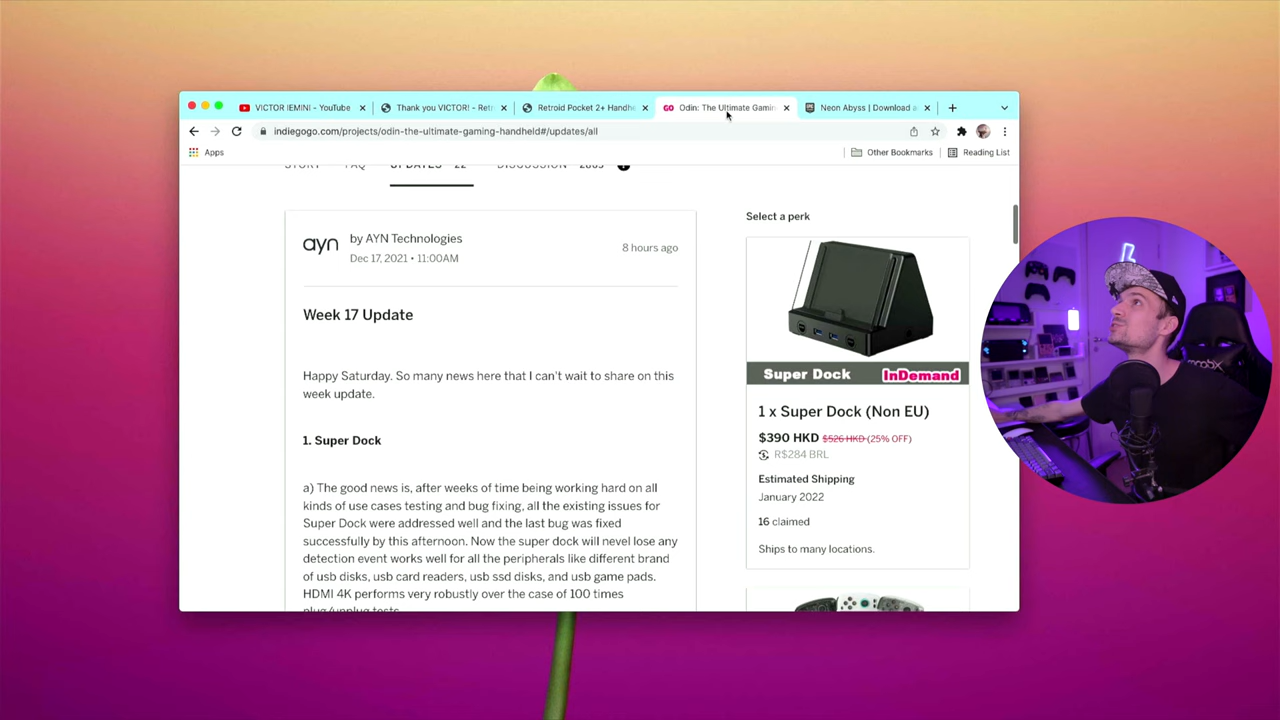 VICTOR IEMINI - YouTube
Thank you VICTOR! - Retr
Retroid Pocket 2+ Handhe
GO Odin: The Ultimate Gamin
Neon Abyss | Download a
indiegogo.com/projects/odin-the-ultimate-gaming-handheld#/updates/all
Apps
Other Bookmarks
Reading List
STORY FAQ UPDATES 22 DISCUSSION
ayn
by AYN Technologies
Dec 17, 2021 • 11:00AM
8 hours ago
Week 17 Update
Happy Saturday. So many news here that I can't wait to share on this
week update.
1. Super Dock
a) The good news is, after weeks of time being working hard on all
kinds of use cases testing and bug fixing, all the existing issues for
Super Dock were addressed well and the last bug was fixed
successfully by this afternoon. Now the super dock will nevel lose any
detection event works well for all the peripherals like different brand
of usb disks, usb card readers, usb ssd disks, and usb game pads.
HDMI 4K performs very robustly over the case of 100 times
plug/unplug tests.
Select a perk
Super Dock InDemand
1 x Super Dock (Non EU)
$390 HKD $526 HKD (25% OFF)
R$284 BRL
Estimated Shipping
January 2022
16 claimed
Ships to many locations.